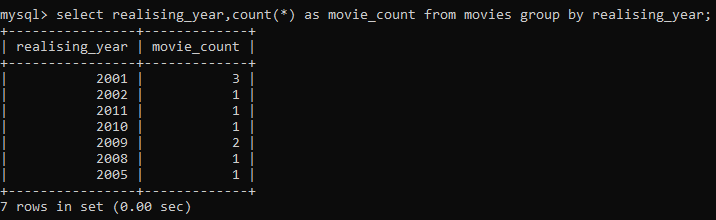 mysql> select realising_year,count(*) as movie_count from movies group by realising_year;
+----------------+-------------+
| realising_year | movie_count |
+----------------+-------------+
|           2001 |           3 |
|           2002 |           1 |
|           2011 |           1 |
|           2010 |           1 |
|           2009 |           2 |
|           2008 |           1 |
|           2005 |           1 |
+----------------+-------------+
7 rows in set (0.00 sec)